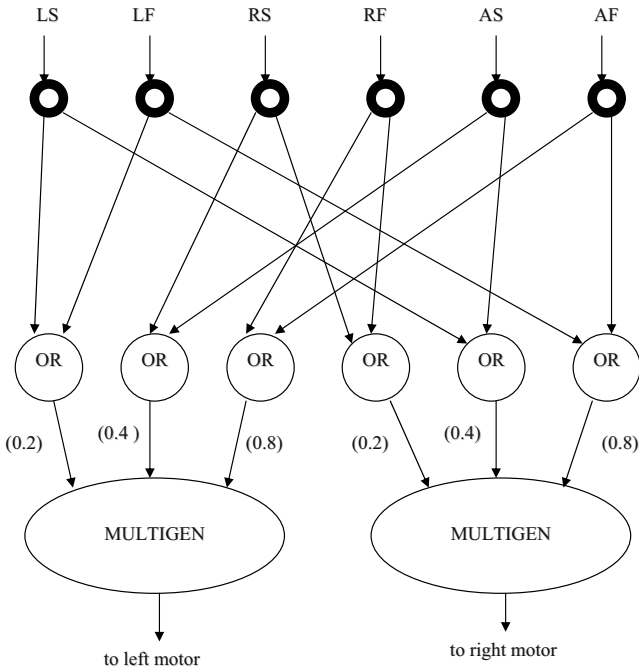 LS LF RS RF AS AF
OR OR OR OR OR OR
(0.2) (0.4 ) (0.8) (0.2) (0.4) (0.8)
MULTIGEN MULTIGEN
to left motor to right motor